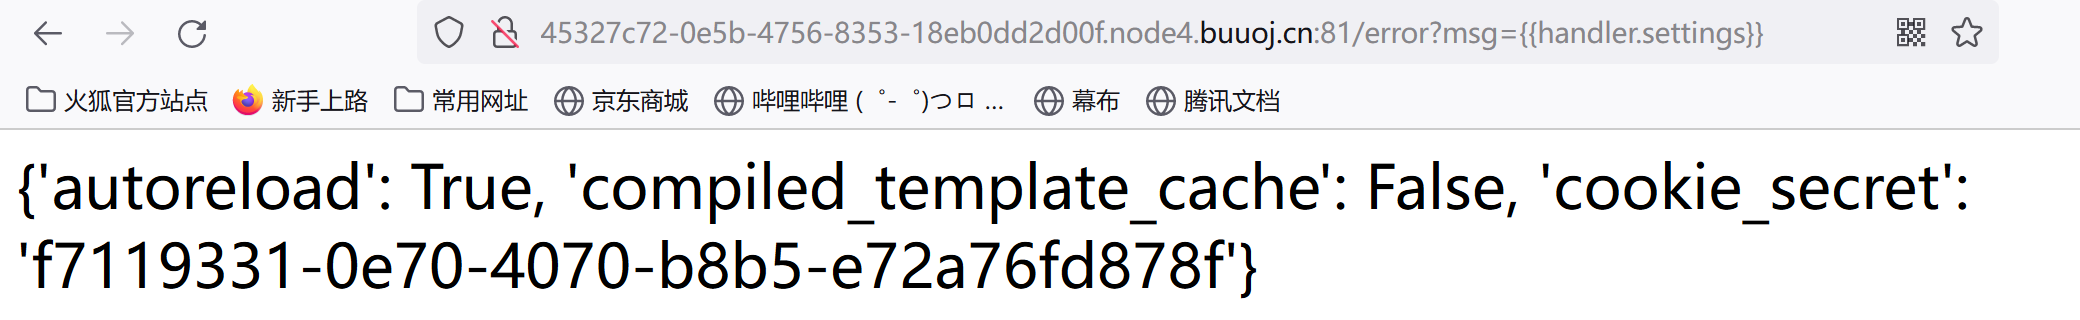 45327c72-0e5b-4756-8353-18eb0dd2d00f.node4.buuoj.cn:81/error?msg={{handler.settings}}
火狐官方站点 新手上路 常用网址 京东商城 哔哩哔哩 ( ゜- ゜)つロ ... 幕布 腾讯文档
{'autoreload': True, 'compiled_template_cache': False, 'cookie_secret':
'f7119331-0e70-4070-b8b5-e72a76fd878f'}